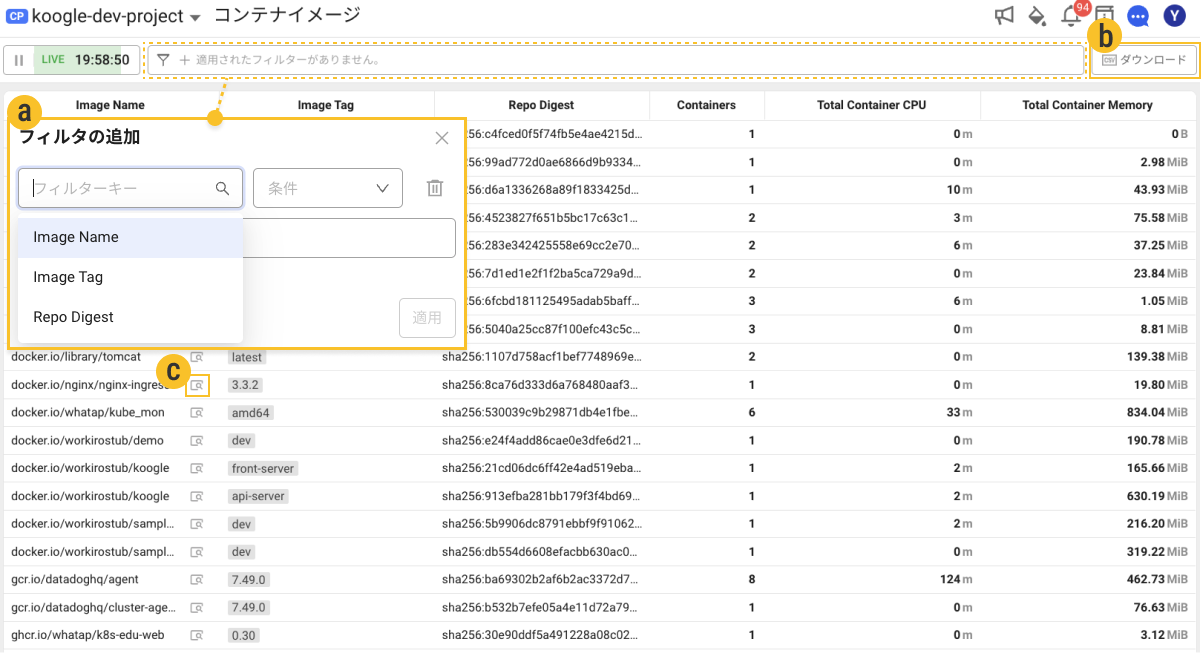 CP koogle-dev-project コンテナイメージ 94 Y
LIVE 19:58:50 適用されたフィルターがありません。 b CSV ダウンロード
a Image Name Image Tag Repo Digest Containers Total Container CPU Total Container Memory
フィルタの追加
フィルターキー 条件
Image Name
Image Tag
Repo Digest
適用
256:c4fced0f5f74fb5e4ae4215d… 1 0 m 0 B
256:99ad772d0ae6866d9b9334… 1 0 m 2.98 MiB
256:d6a1336268a89f1833425d… 1 10 m 43.93 MiB
256:4523827f651b5bc17c63c1… 2 3 m 75.58 MiB
256:283e342425558e69cc2e70… 2 6 m 37.25 MiB
256:7d1ed1e2f1f2ba5ca729a9d… 2 0 m 23.84 MiB
256:6fcbd181125495adab5baff… 3 6 m 1.05 MiB
256:5040a25cc87f100efc43c5c… 3 0 m 8.81 MiB
docker.io/library/tomcat latest sha256:1107d758acf1bef7748969e… 2 0 m 139.38 MiB
docker.io/nginx/nginx-ingres c 3.3.2 sha256:8ca76d333d6a768480aaf3… 1 0 m 19.80 MiB
docker.io/whatap/kube_mon amd64 sha256:530039c9b29871db4e1fbe… 6 33 m 834.04 MiB
docker.io/workirostub/demo dev sha256:e24f4add86cae0e3dfe6d21… 1 0 m 190.78 MiB
docker.io/workirostub/koogle front-server sha256:21cd06dc6ff42e4ad519eba… 1 2 m 165.66 MiB
docker.io/workirostub/koogle api-server sha256:913efba281bb179f3f4bd69… 1 2 m 630.19 MiB
docker.io/workirostub/sampl… dev sha256:5b9906dc8791ebbf9f91062… 1 2 m 216.20 MiB
docker.io/workirostub/sampl… dev sha256:db554d6608efacbb630ac0… 1 0 m 319.22 MiB
gcr.io/datadoghq/agent 7.49.0 sha256:ba69302b2af6b2ac3372d7… 8 124 m 462.73 MiB
gcr.io/datadoghq/cluster-age… 7.49.0 sha256:b532b7efe05a4e11d72a79… 1 0 m 76.63 MiB
ghcr.io/whatap/k8s-edu-web 0.30 sha256:30e90ddf5a491228a08c02… 1 0 m 3.12 MiB